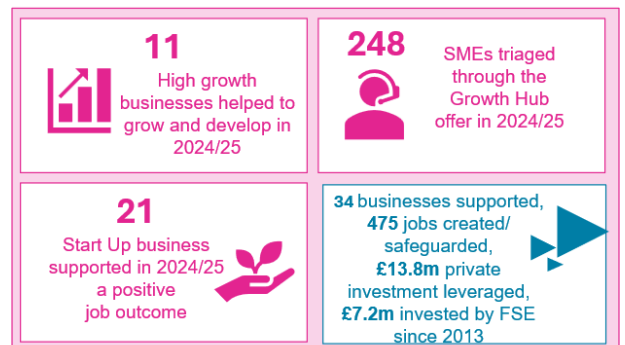 11
High growth
businesses helped to
grow and develop in
2024/25
248
SMEs triaged
through the
Growth Hub
offer in 2024/25
21
Start Up business
supported in 2024/25
a positive
job outcome
34 businesses supported,
475 jobs created/
safeguarded,
£13.8m private
investment leveraged,
£7.2m invested by FSE
since 2013